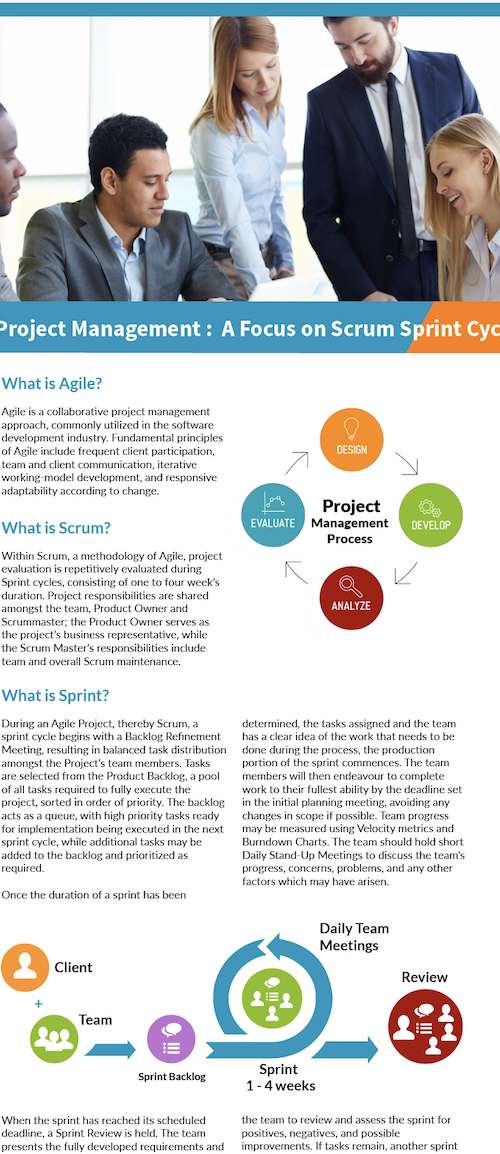 Project Management : A Focus on Scrum Sprint Cyc
What is Agile?
Agile is a collaborative project management
approach, commonly utilized in the software
development industry. Fundamental principles
of Agile include frequent client participation,
team and client communication, iterative
working-model development, and responsive
adaptability according to change.
What is Scrum?
Within Scrum, a methodology of Agile, project
evaluation is repetitively evaluated during
Sprint cycles, consisting of one to four week's
duration. Project responsibilities are shared
amongst the team, Product Owner and
Scrummaster; the Product Owner serves as
the project's business representative, while
the Scrum Master's responsibilities include
team and overall Scrum maintenance.
DESIGN
EVALUATE
Project
Management
Process
DEVELOP
ANALYZE
What is Sprint?
During an Agile Project, thereby Scrum, a
sprint cycle begins with a Backlog Refinement
Meeting, resulting in balanced task distribution
amongst the Project's team members. Tasks
are selected from the Product Backlog, a pool
of all tasks required to fully execute the
project, sorted in order of priority. The backlog
acts as a queue, with high priority tasks ready
for implementation being executed in the next
sprint cycle, while additional tasks may be
added to the backlog and prioritized as
required.
Once the duration of a sprint has been
determined, the tasks assigned and the team
has a clear idea of the work that needs to be
done during the process, the production
portion of the sprint commences. The team
members will then endeavour to complete
work to their fullest ability by the deadline set
in the initial planning meeting, avoiding any
changes in scope if possible. Team progress
may be measured using Velocity metrics and
Burndown Charts. The team should hold short
Daily Stand-Up Meetings to discuss the team's
progress, concerns, problems, and any other
factors which may have arisen.
Client
+
Team
Sprint Backlog
Daily Team
Meetings
Sprint
1 - 4 weeks
Review
When the sprint has reached its scheduled
deadline, a Sprint Review is held. The team
presents the fully developed requirements and
the team to review and assess the sprint for
positives, negatives, and possible
improvements. If tasks remain, another sprint